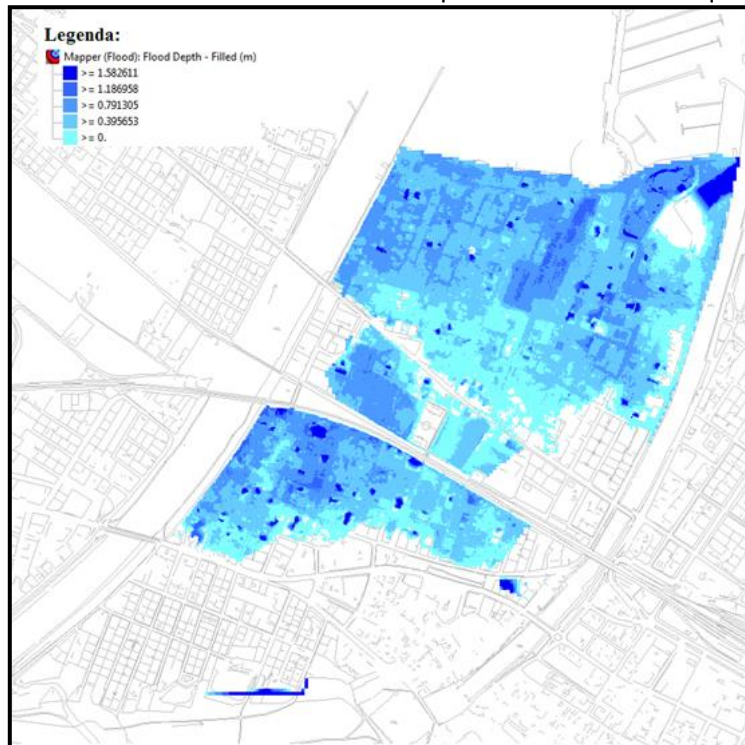 Legenda:
Mapper (Flood): Flood Depth - Filled (m)
>= 1.582611
>= 1.186958
>= 0.791305
>= 0.395653
>= 0.